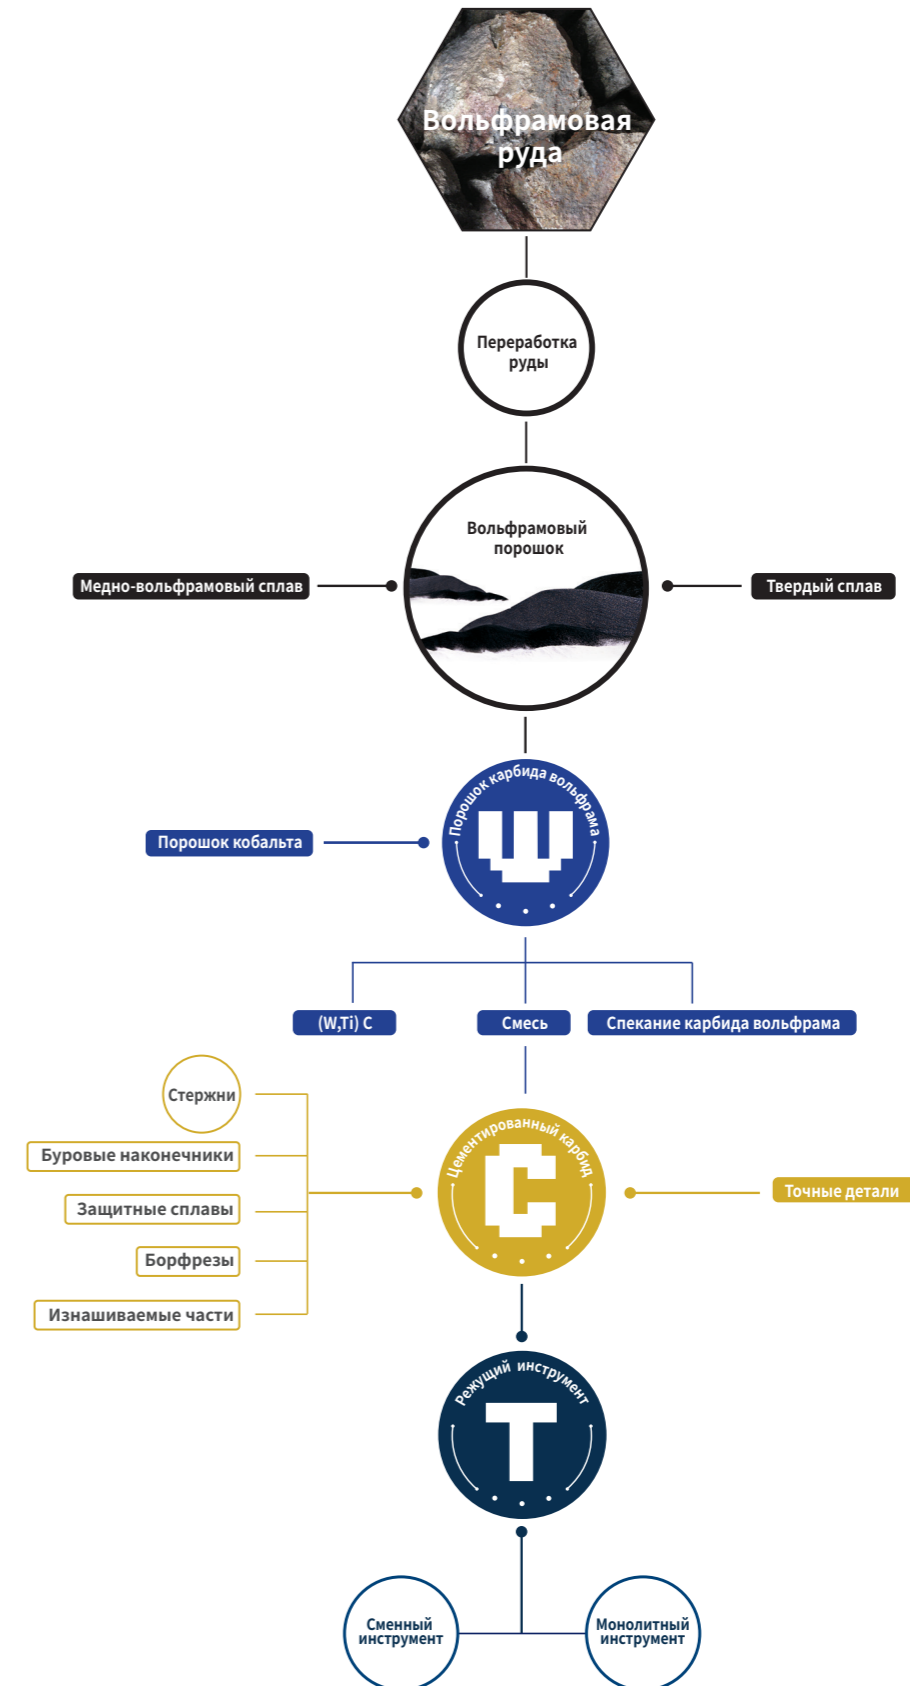 Вольфрамовая
руда
Переработка
руды
Вольфрамовый
порошок
Медно-вольфрамовый сплав
Твердый сплав
Порошок карбида вольфрама
W
Порошок кобальта
(W,Ti) C
Смесь
Спекание карбида вольфрама
Стержни
Буровые наконечники
Защитные сплавы
Борфрезы
Изнашиваемые части
Цементированный карбид
C
Точные детали
Режущий инструмент
T
Сменный
инструмент
Монолитный
инструмент